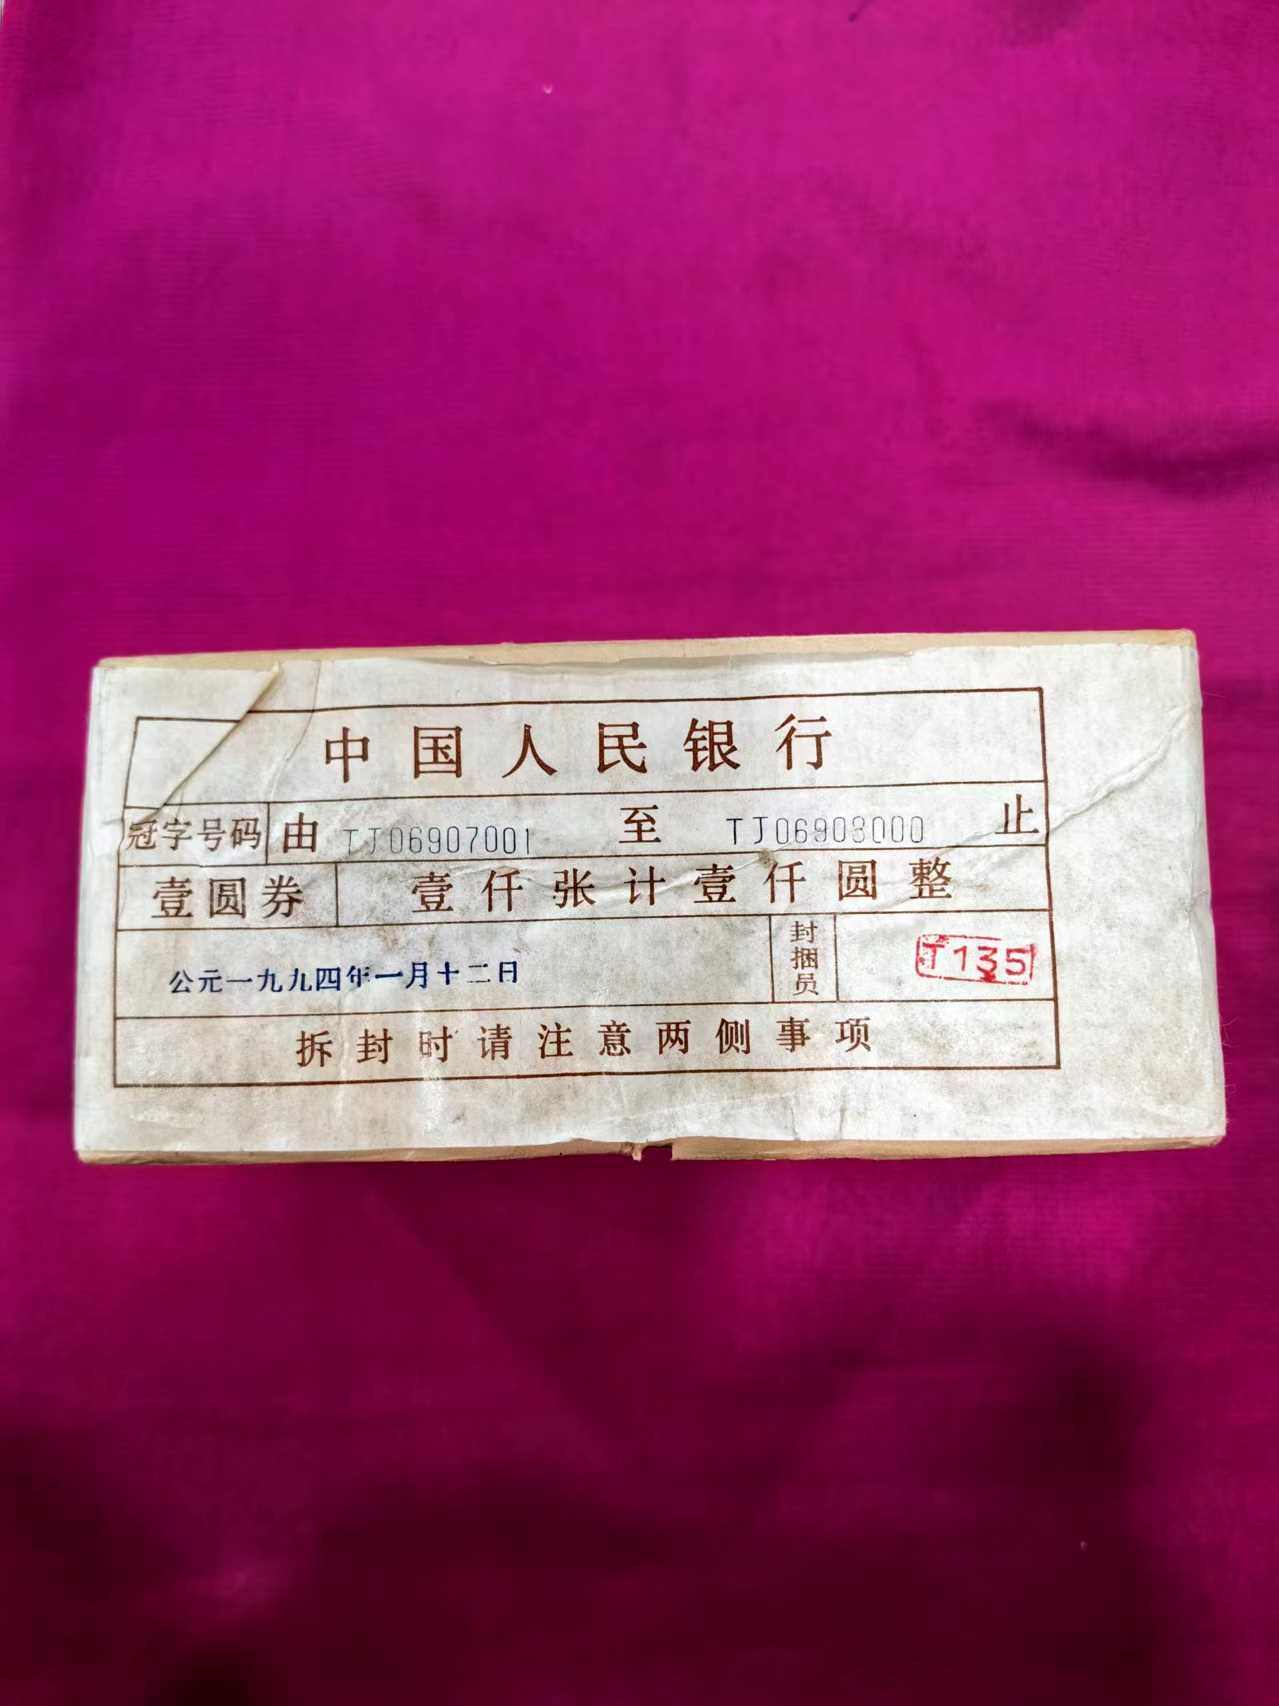 中国人民银行
冠字号码 由 TJ06907001 至 TJ06908000 止
壹圆券 壹仟张计壹仟圆整
公元一九九四年一月十二日 封捆员 T135
拆封时请注意两侧事项